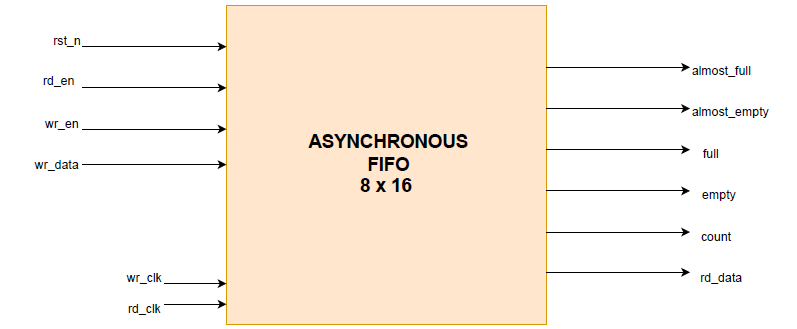 rst_n
rd_en
wr_en
wr_data
wr_clk
rd_clk
ASYNCHRONOUS
FIFO
8 x 16
almost_full
almost_empty
full
empty
count
rd_data